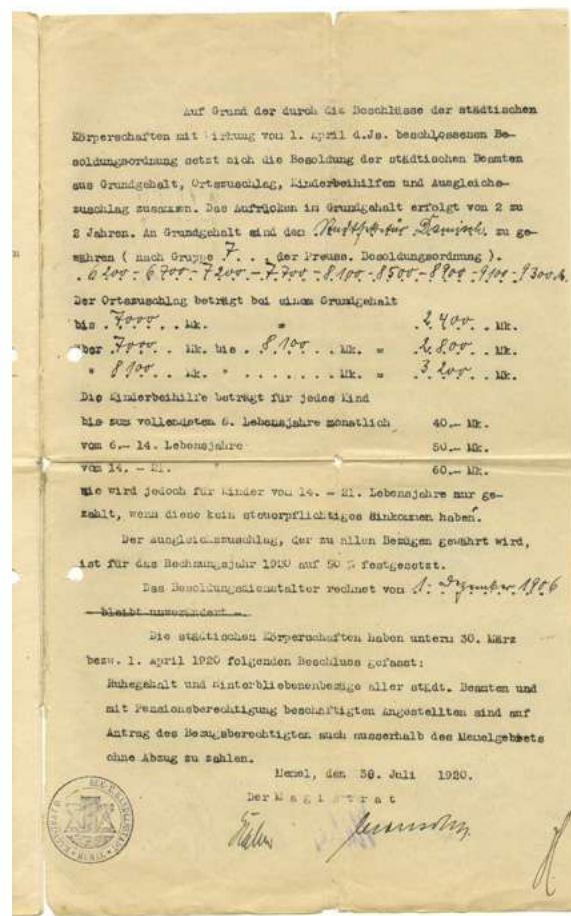 Auf Grund der durch die Beschlüsse der städtischen
Körperschaften mit Wirkung vom 1. April d.Js. beschlossenen Be-
soldungsordnung setzt sich die Besoldung der städtischen Beamten
aus Grundgehalt, Ortszuschlag, Kinderbeihilfen und Ausgleichs-
zuschlag zusammen. Das Aufrücken im Grundgehalt erfolgt von 2 zu
2 Jahren. An Grundgehalt sind dem Stadtsekretär zu ge-
währen ( nach Gruppe 7. . . der Preuss. Besoldungsordnung ).
6200 - 6700 - 7200 - 7700 - 8100 - 8500 - 8900 - 9100 - 9300
Der Ortszuschlag beträgt bei einem Grundgehalt
bis . 7000 . . Mk. " . 2400 . . Mk.
über . 7000 . . Mk. bis . 8100 . . . Mk. " . 2800 . . Mk.
" 8100 . . . Mk. " . . . . . . . . Mk. " . 3200 . . Mk.
Die Kinderbeihilfe beträgt für jedes Kind
bis zum vollendeten 6. Lebensjahre monatlich 40.— Mk.
vom 6.- 14. Lebensjahre 50.— Mk.
vom 14. - 21. " 60.— Mk.
Sie wird jedoch für Kinder vom 14. - 21. Lebensjahre nur ge-
zahlt, wenn diese kein steuerpflichtiges Einkommen haben.
Der Ausgleichszuschlag, der zu allen Bezügen gewährt wird,
ist für das Rechnungsjahr 1920 auf 50 % festgesetzt.
Das Besoldungsdienstalter rechnet vom 1. Dezember 1906
- bleibt unverändert -.
Die städtischen Körperschaften haben unterm 30. März
bezw. 1. April 1920 folgenden Beschluss gefasst:
Ruhegehalt und Hinterbliebenenbezüge aller städt. Beamten und
mit Pensionsberechtigung beschäftigten Angestellten sind auf
Antrag des Bezugsberechtigten auch ausserhalb des Memelgebiets
ohne Abzug zu zahlen.
Memel, den 30. Juli 1920.
Der Magistrat